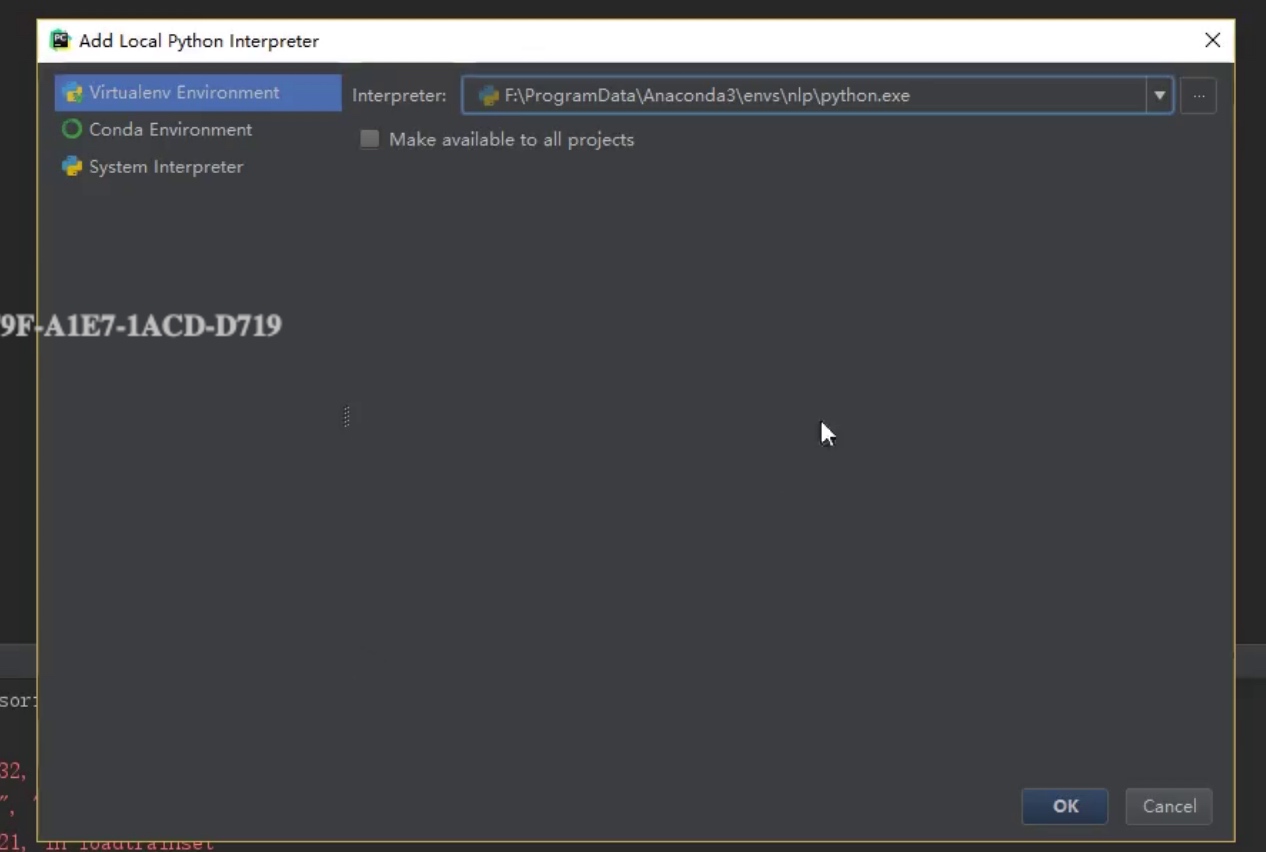 Add Local Python Interpreter
Virtualenv Environment
Conda Environment
System Interpreter
Interpreter: F:\ProgramData\Anaconda3\envs\nlp\python.exe
...
Make available to all projects
9F-A1E7-1ACD-D719
32,
21, in loadtrainset
OK
Cancel